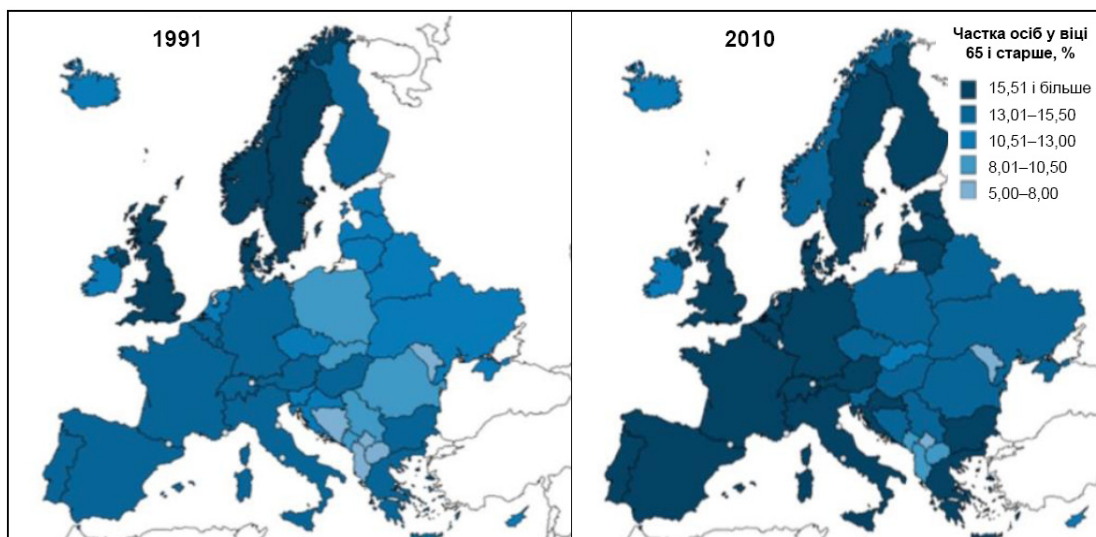 1991
2010
Частка осіб у віці
65 і старше, %
15,51 і більше
13,01–15,50
10,51–13,00
8,01–10,50
5,00–8,00